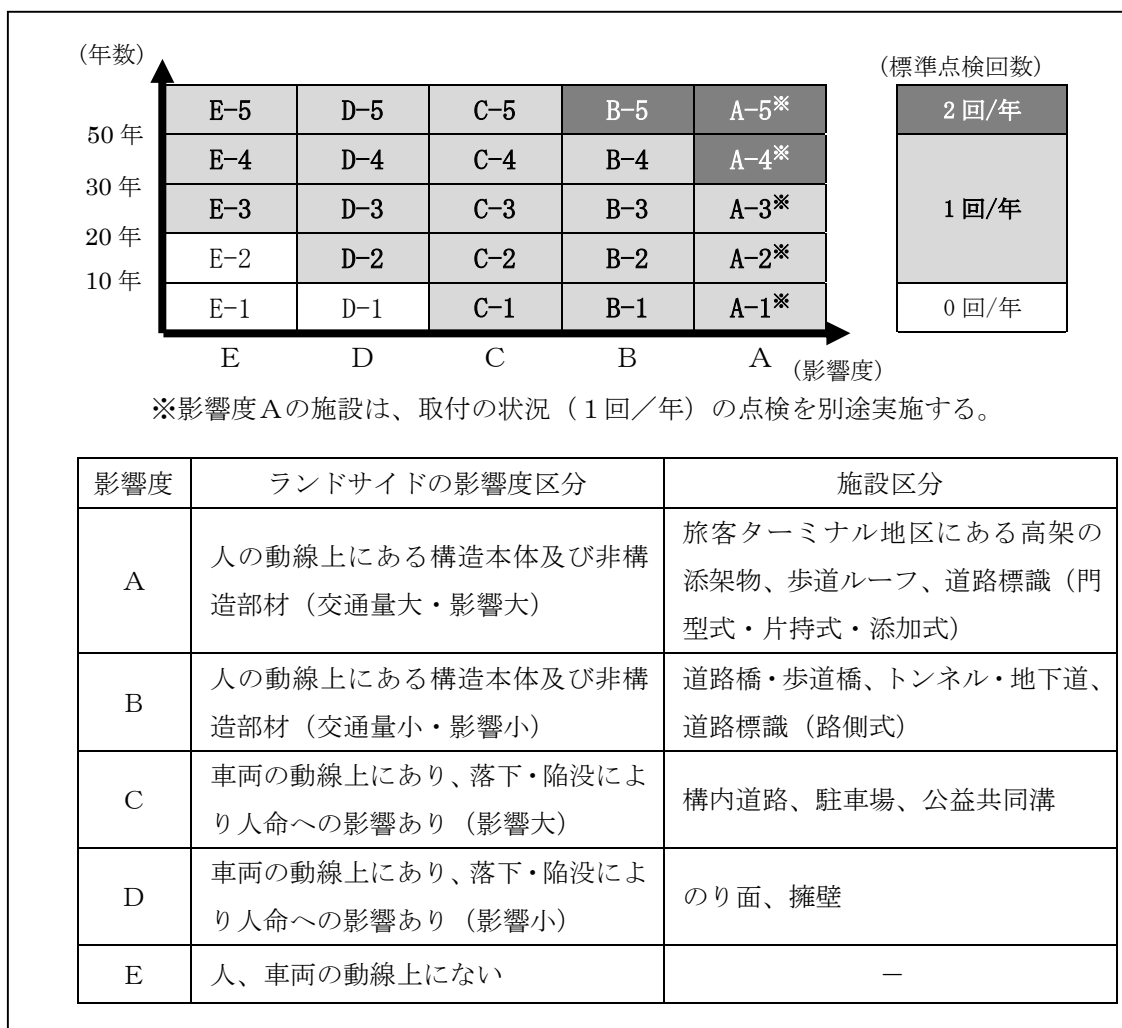 (年数)
(標準点検回数)
E-5 D-5 C-5 B-5 A-5※ 2回/年
50年
E-4 D-4 C-4 B-4 A-4※
30年
E-3 D-3 C-3 B-3 A-3※ 1回/年
20年
E-2 D-2 C-2 B-2 A-2※
10年
E-1 D-1 C-1 B-1 A-1※ 0回/年
E D C B A (影響度)
※影響度Aの施設は、取付の状況(1回/年)の点検を別途実施する。
影響度 ランドサイドの影響度区分 施設区分
A
人の動線上にある構造本体及び非構
造部材(交通量大・影響大)
旅客ターミナル地区にある高架の
添架物、歩道ルーフ、道路標識(門
型式・片持式・添加式)
B
人の動線上にある構造本体及び非構
造部材(交通量小・影響小)
道路橋・歩道橋、トンネル・地下道、
道路標識(路側式)
C
車両の動線上にあり、落下・陥没によ
り人命への影響あり(影響大)
構内道路、駐車場、公益共同溝
D
車両の動線上にあり、落下・陥没によ
り人命への影響あり(影響小)
のり面、擁壁
E
人、車両の動線上にない
-